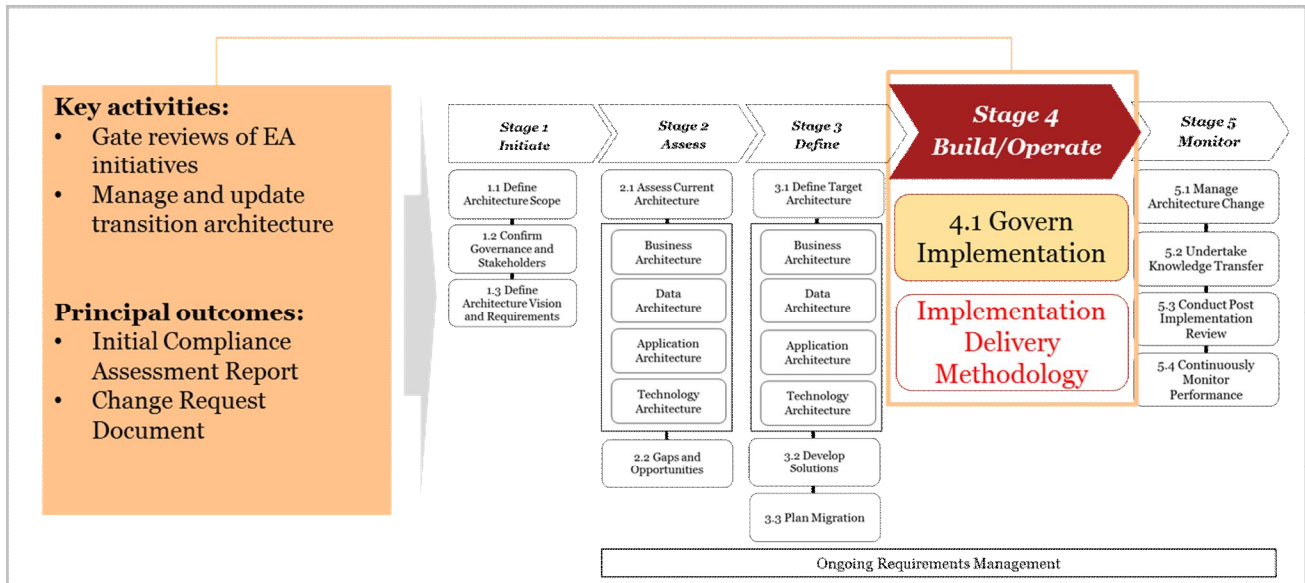 Key activities:
• Gate reviews of EA
initiatives
• Manage and update
transition architecture
Principal outcomes:
• Initial Compliance
Assessment Report
• Change Request
Document
Stage 1
Initiate
1.1 Define
Architecture Scope
1.2 Confirm
Governance and
Stakeholders
1.3 Define
Architecture Vision
and Requirements
Stage 2
Assess
2.1 Assess Current
Architecture
Business
Architecture
Data
Architecture
Application
Architecture
Technology
Architecture
2.2 Gaps and
Opportunities
Stage 3
Define
3.1 Define Target
Architecture
Business
Architecture
Data
Architecture
Application
Architecture
Technology
Architecture
3.2 Develop
Solutions
3.3 Plan Migration
Stage 4
Build/Operate
4.1 Govern
Implementation
Implementation
Delivery
Methodology
Stage 5
Monitor
5.1 Manage
Architecture Change
5.2 Undertake
Knowledge Transfer
5.3 Conduct Post
Implementation
Review
5.4 Continuously
Monitor
Performance
Ongoing Requirements Management